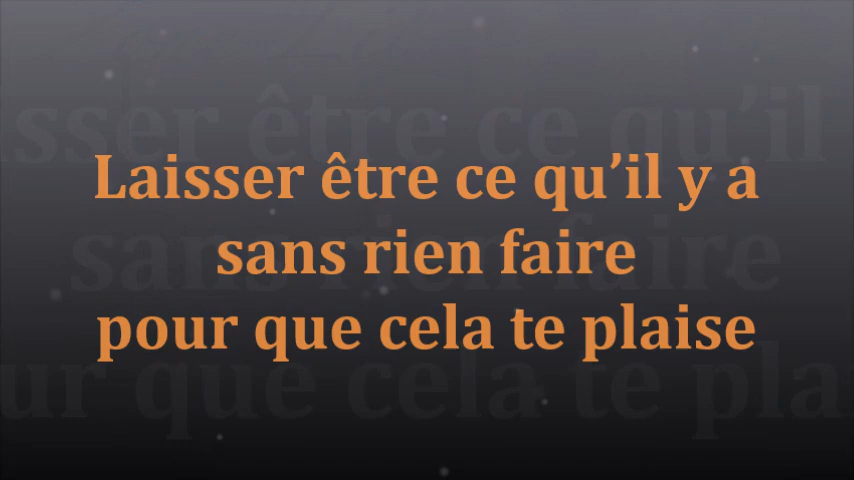 Laisser être ce qu’il y a
sans rien faire
pour que cela te plaise